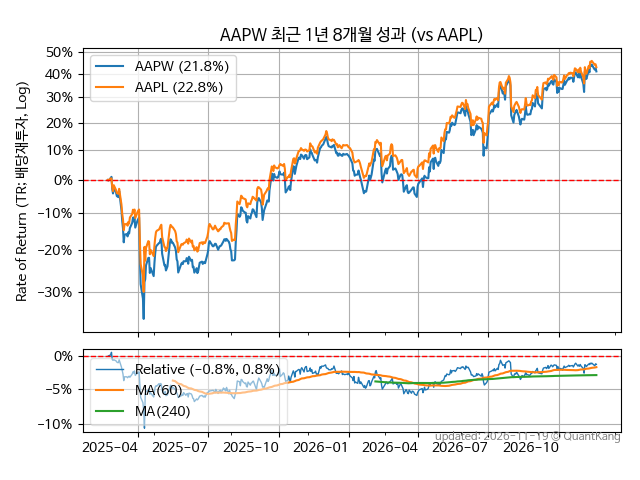 AAPW 최근 1년 8개월 성과 (vs AAPL)
Rate of Return (TR: 배당재투자, Log)
50%
40%
30%
20%
10%
0%
−10%
−20%
−30%
AAPW (21.8%)
AAPL (22.8%)
0%
−5%
−10%
Relative (−0.8%, 0.8%)
MA(60)
MA(240)
2025-04 2025-07 2025-10 2026-01 2026-04 2026-07 2026-10
updated: 2026-11-19 © QuantKang